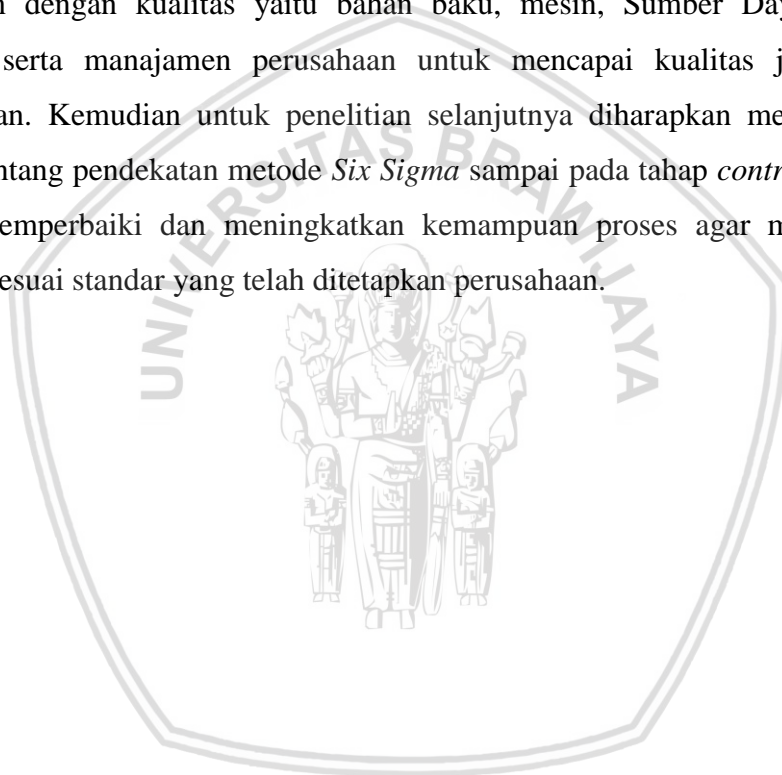 dengan kualitas yaitu bahan baku, mesin, Sumber Day
serta manajamen perusahaan untuk mencapai kualitas j
an. Kemudian untuk penelitian selanjutnya diharapkan me
ntang pendekatan metode Six Sigma sampai pada tahap contr
emperbaiki dan meningkatkan kemampuan proses agar m
esuai standar yang telah ditetapkan perusahaan.
UNIVERSITAS BRAWIJAYA